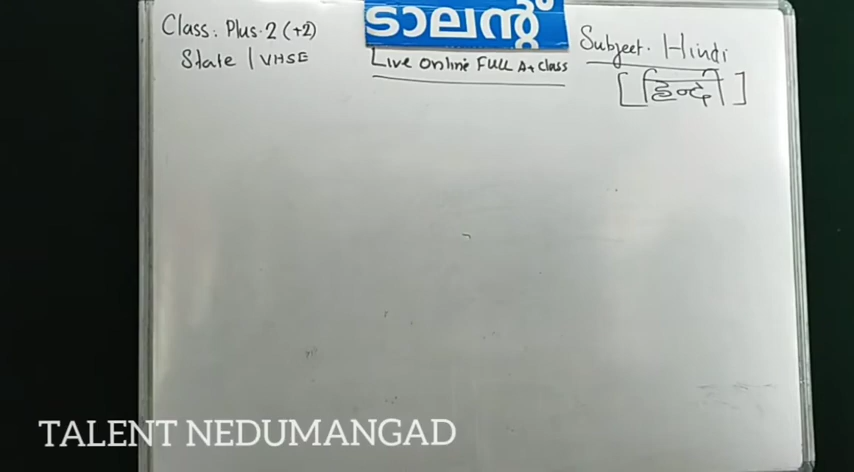 Class: Plus.2 (+2)
State | VHSE
ടാലന്റ്
Live Online Full A+ Class
Subject. Hindi
[हिन्दी]
TALENT NEDUMANGAD